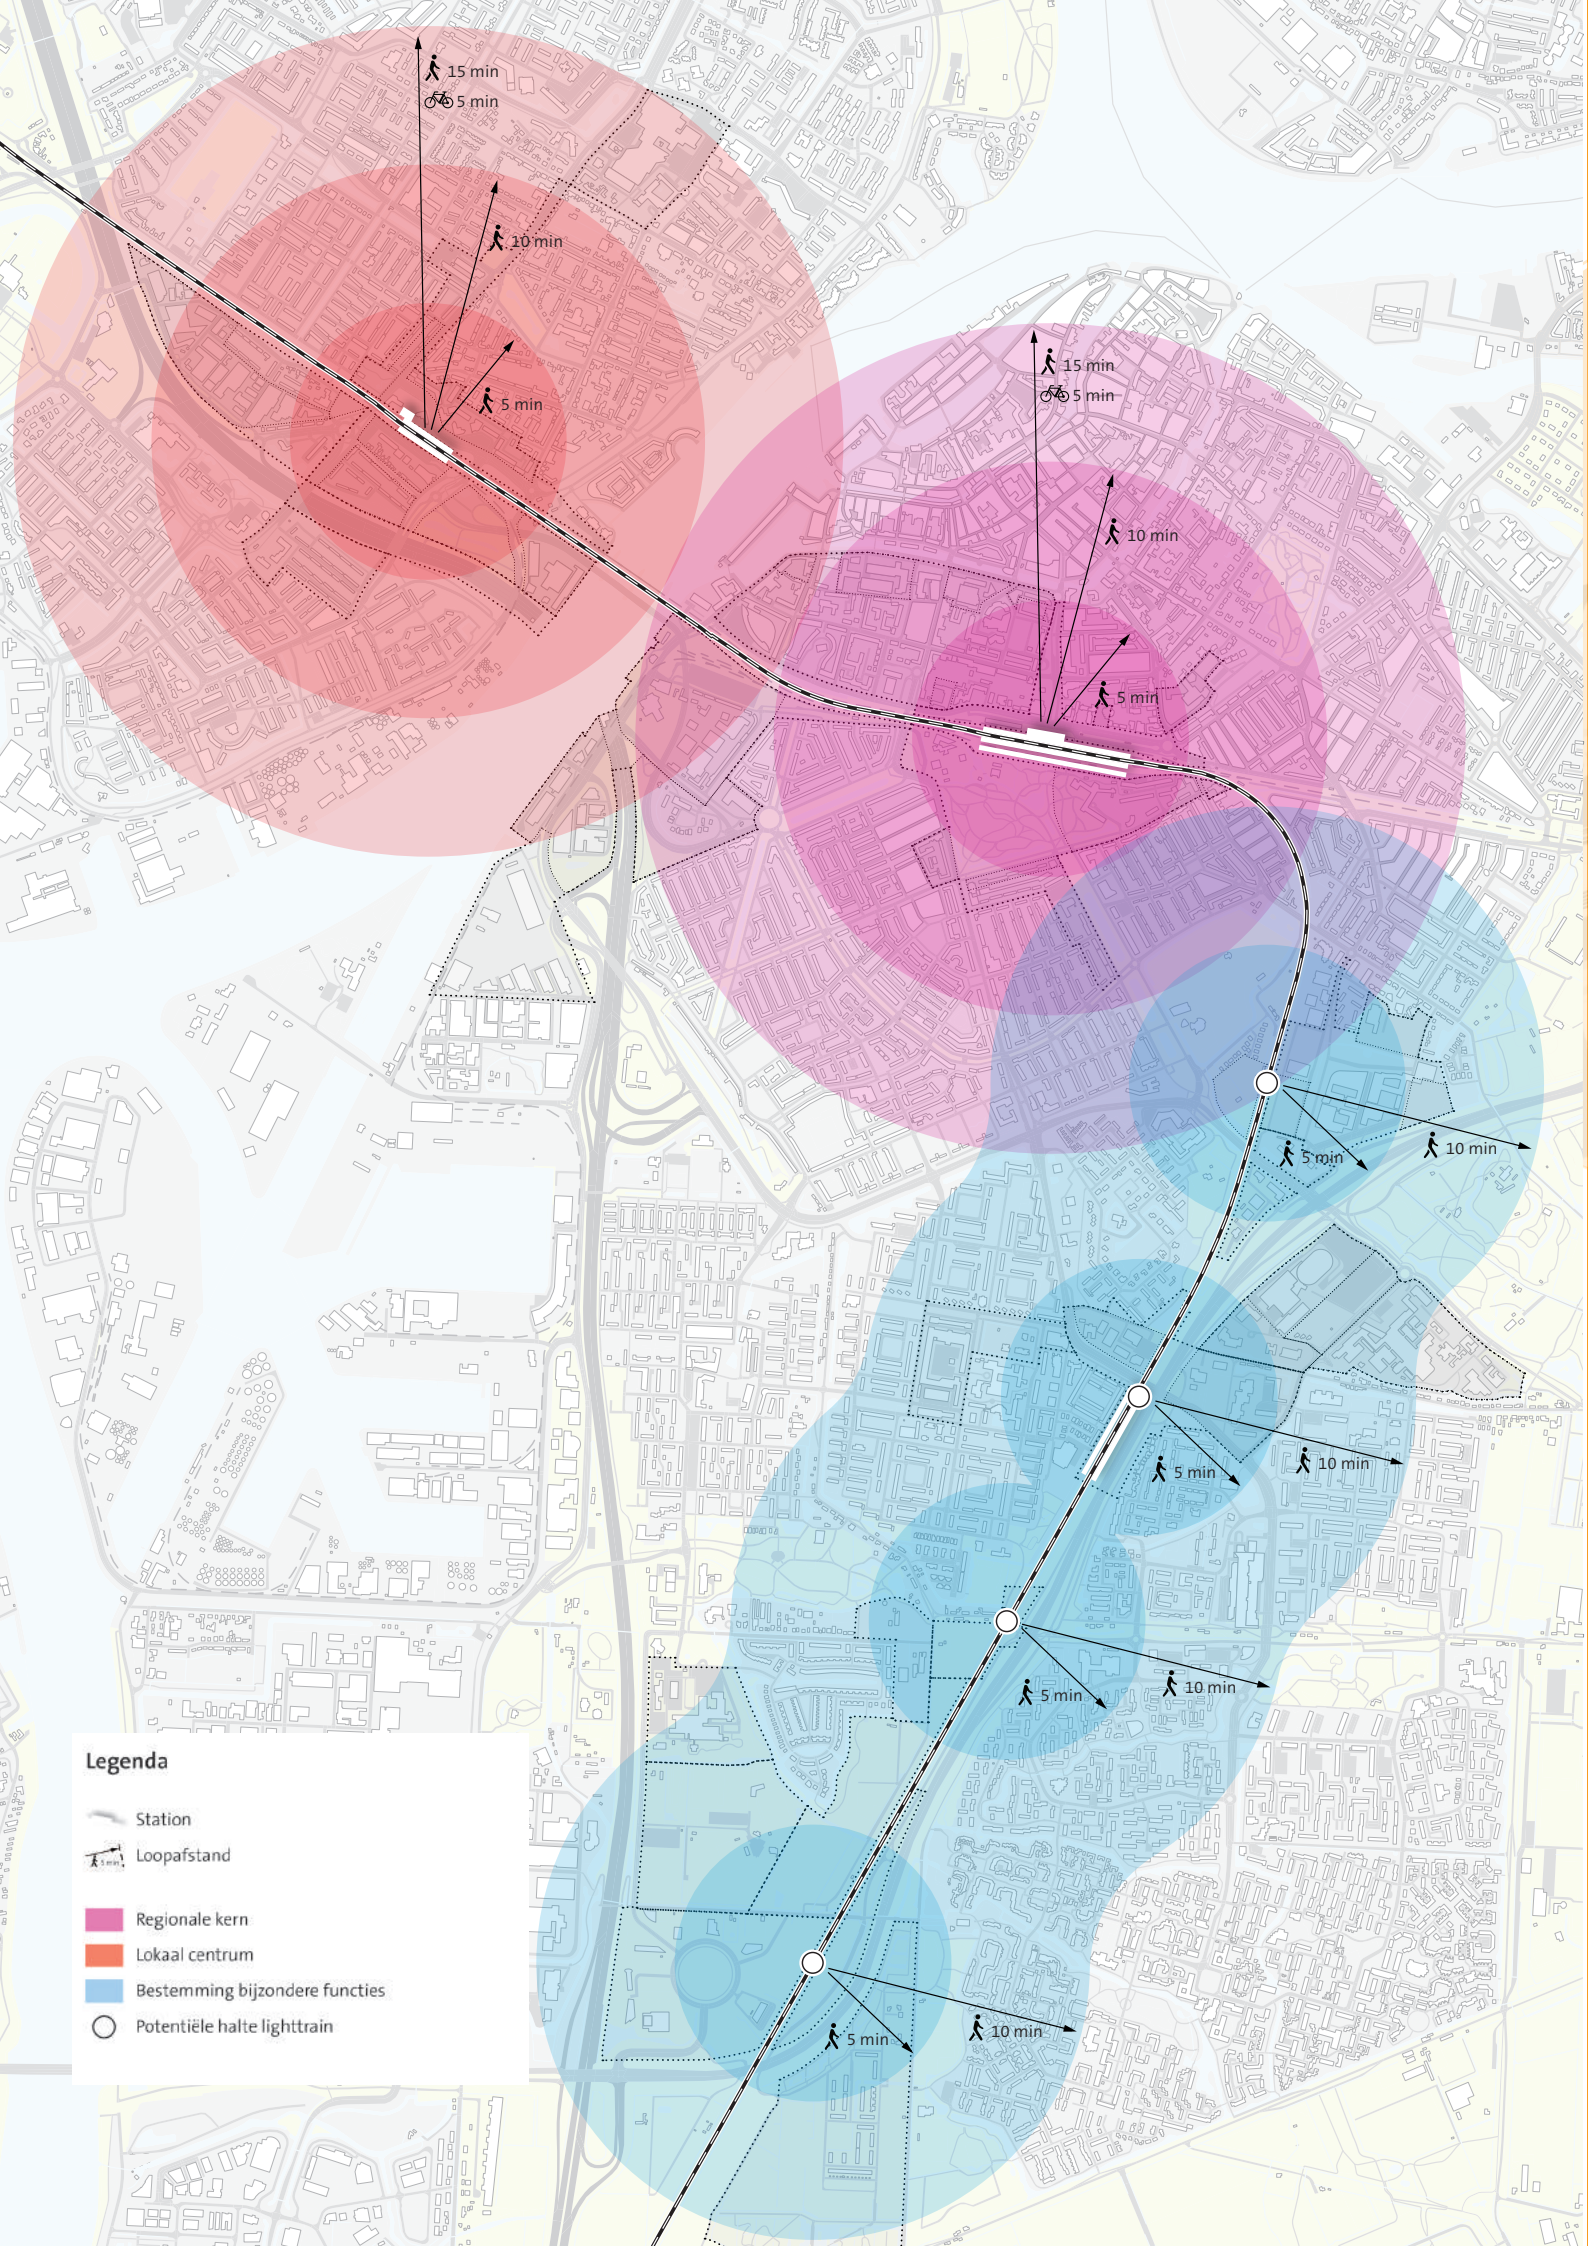 15 min
5 min
10 min
5 min
15 min
5 min
10 min
5 min
5 min
10 min
5 min
10 min
5 min
10 min
5 min
10 min
Legenda
Station
5 min
Loopafstand
Regionale kern
Lokaal centrum
Bestemming bijzondere functies
Potentiële halte lighttrain